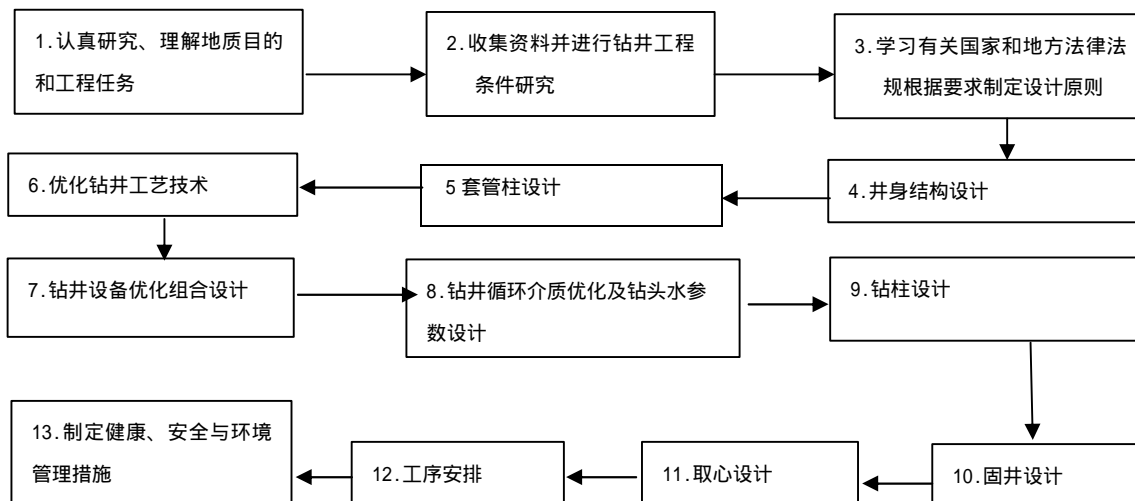 1.认真研究、理解地质目的
和工程任务
2.收集资料并进行钻井工程
条件研究
3.学习有关国家和地方法律法
规根据要求制定设计原则
4.井身结构设计
5 套管柱设计
6.优化钻井工艺技术
7.钻井设备优化组合设计
8.钻井循环介质优化及钻头水参
数设计
9.钻柱设计
10.固井设计
11.取心设计
12.工序安排
13.制定健康、安全与环境
管理措施